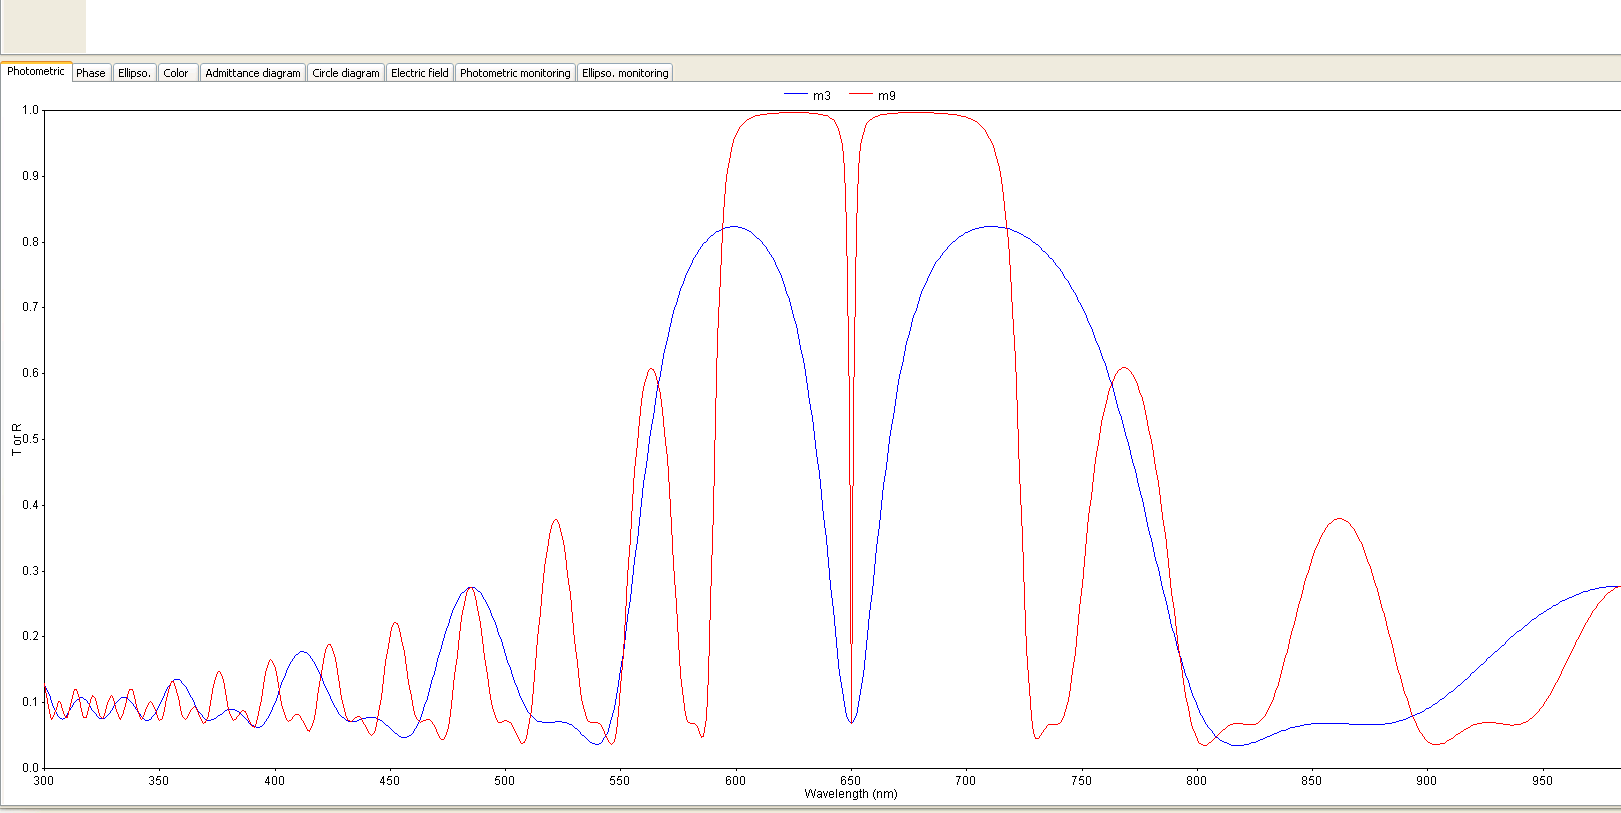 Photometric Phase Ellipso. Color Admittance diagram Circle diagram Electric field Photometric monitoring Ellipso. monitoring
m3 m9
1.0
0.9
0.8
0.7
0.6
T or R
0.5
0.4
0.3
0.2
0.1
0.0
300 350 400 450 500 550 600 650 700 750 800 850 900 950
Wavelength (nm)